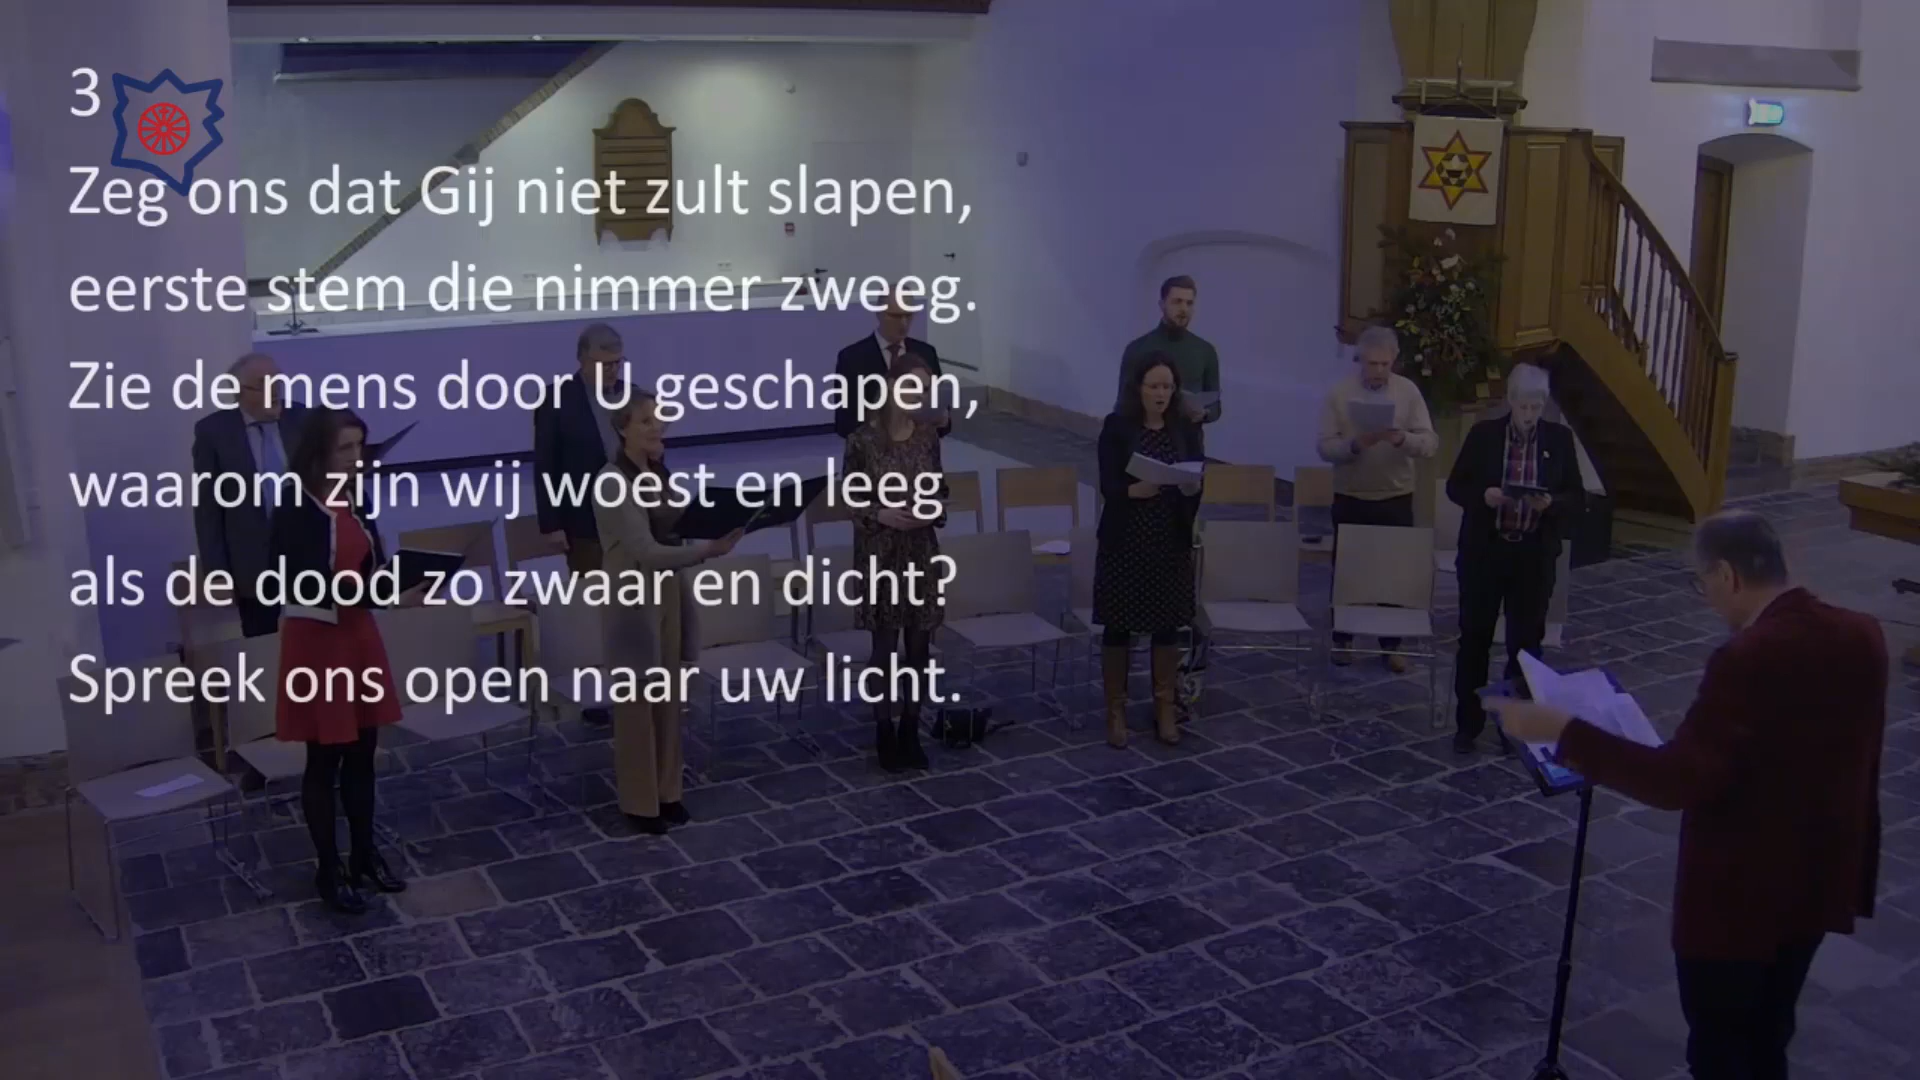 3
Zeg ons dat Gij niet zult slapen,
eerste stem die nimmer zweeg.
Zie de mens door U geschapen,
waarom zijn wij woest en leeg
als de dood zo zwaar en dicht?
Spreek ons open naar uw licht.